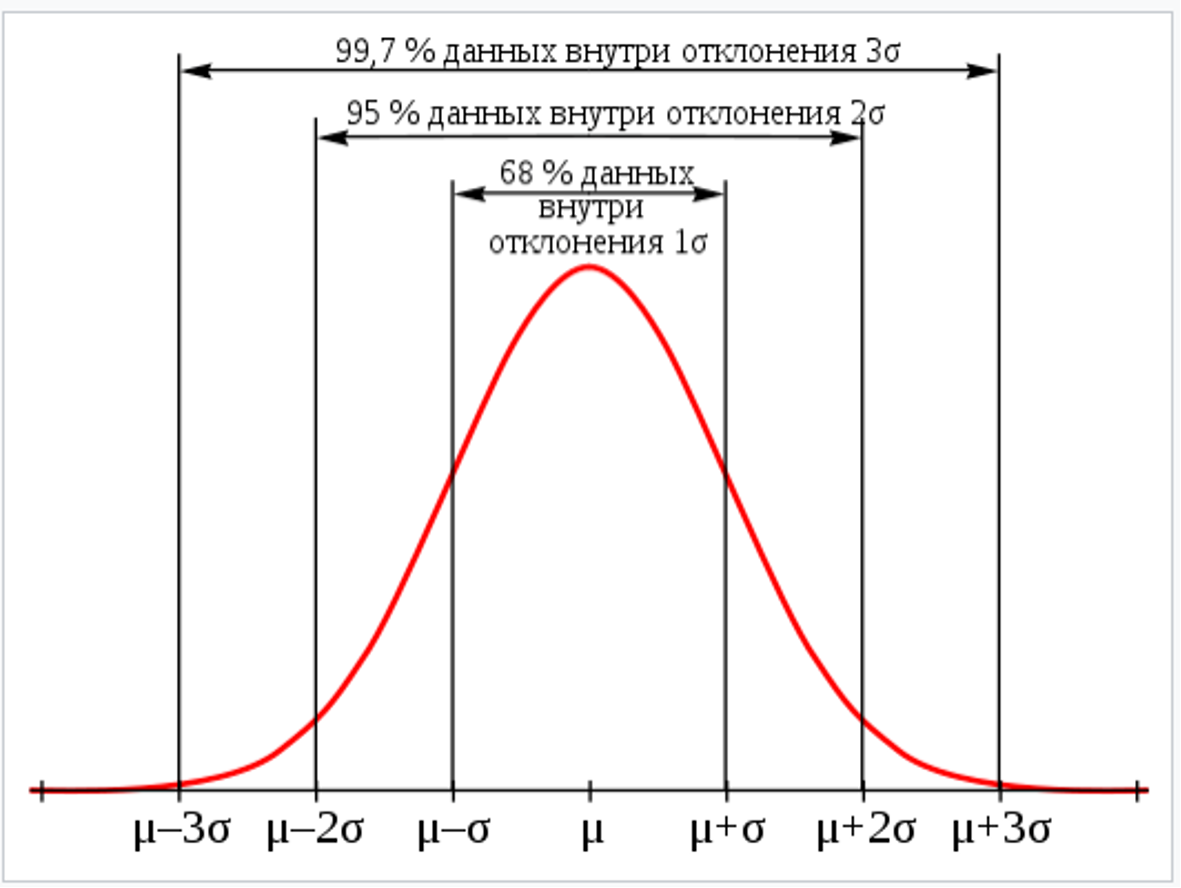 99,7 % данных внутри отклонения 3σ
95 % данных внутри отклонения 2σ
68 % данных
внутри
отклонения 1σ
μ–3σ μ–2σ μ–σ μ μ+σ μ+2σ μ+3σ